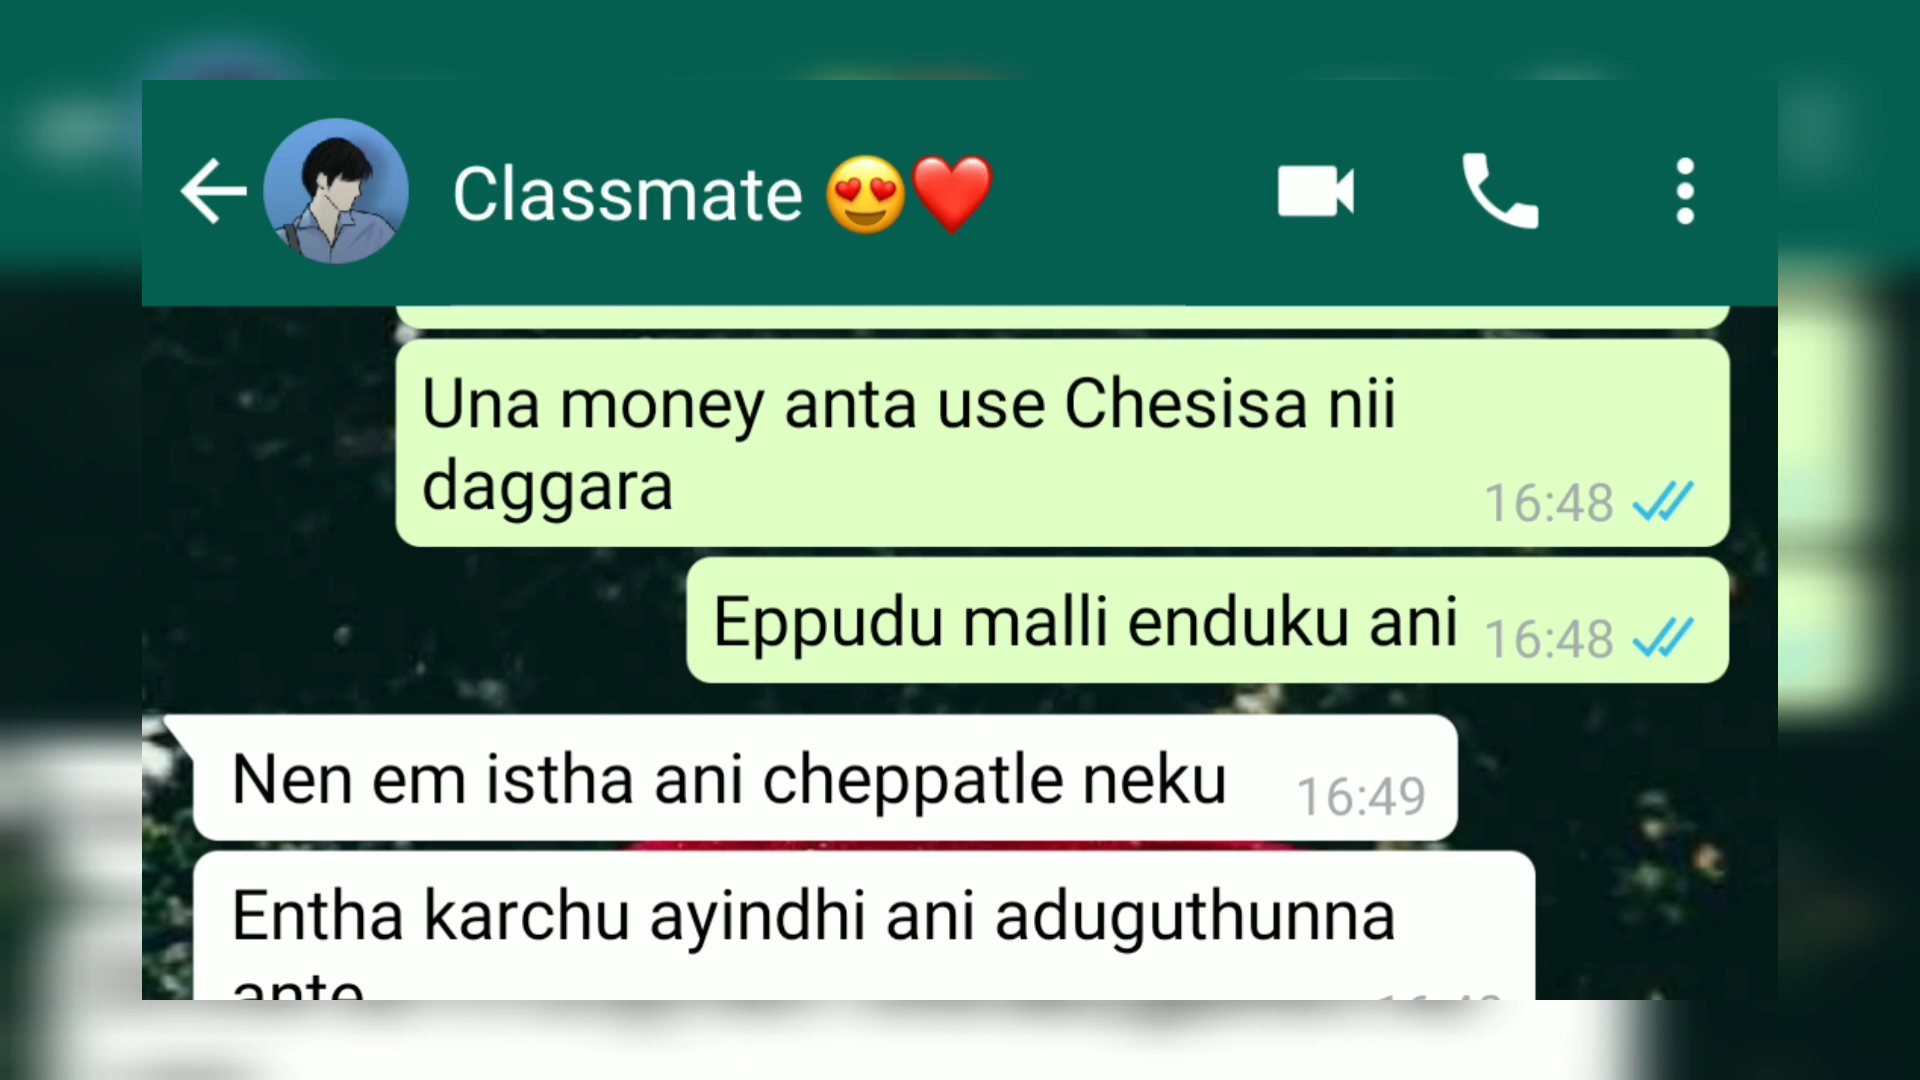 Classmate 😍❤️
Una money anta use Chesisa nii
daggara
16:48
Eppudu malli enduku ani 16:48
Nen em istha ani cheppatle neku 16:49
Entha karchu ayindhi ani aduguthunna
ante